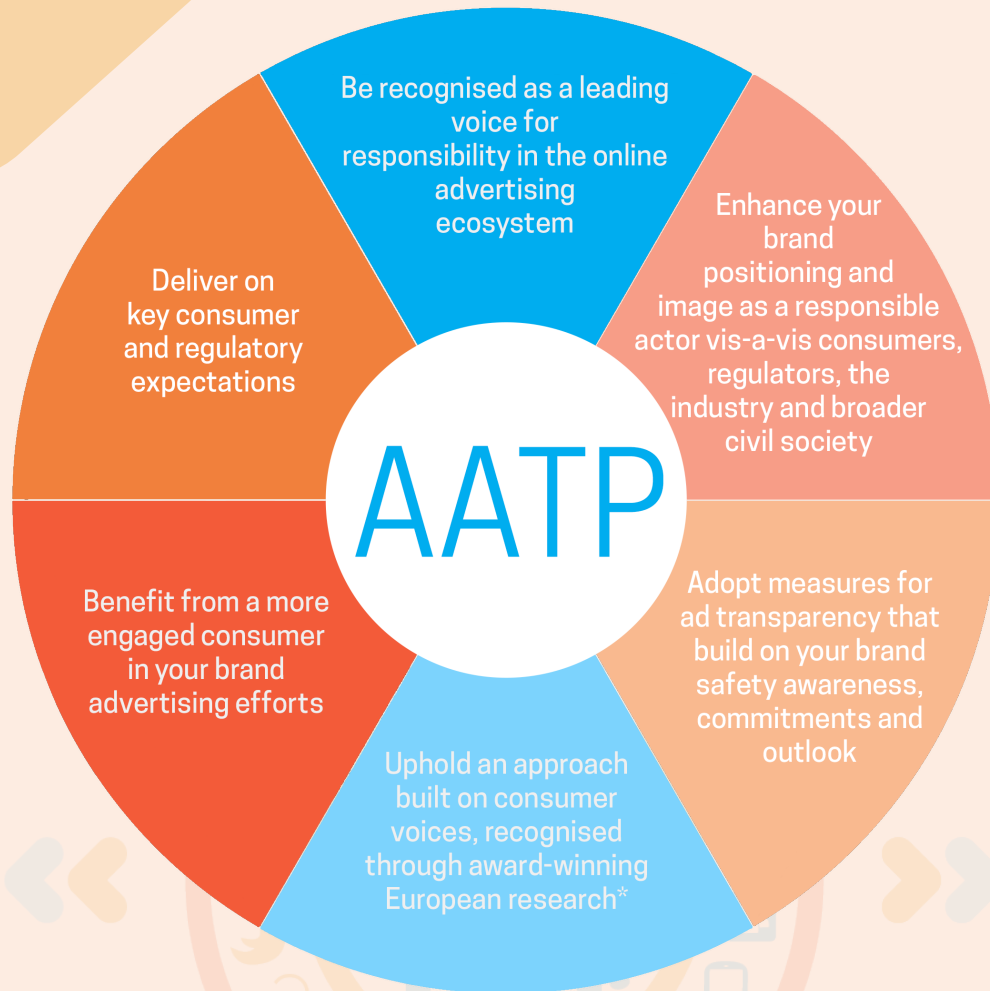 Be recognised as a leading
voice for
responsibility in the online
advertising
ecosystem
Enhance your
brand
positioning and
image as a responsible
actor vis-a-vis consumers,
regulators, the
industry and broader
civil society
Adopt measures for
ad transparency that
build on your brand
safety awareness,
commitments and
outlook
Uphold an approach
built on consumer
voices, recognised
through award-winning
European research*
Benefit from a more
engaged consumer
in your brand
advertising efforts
Deliver on
key consumer
and regulatory
expectations
AATP